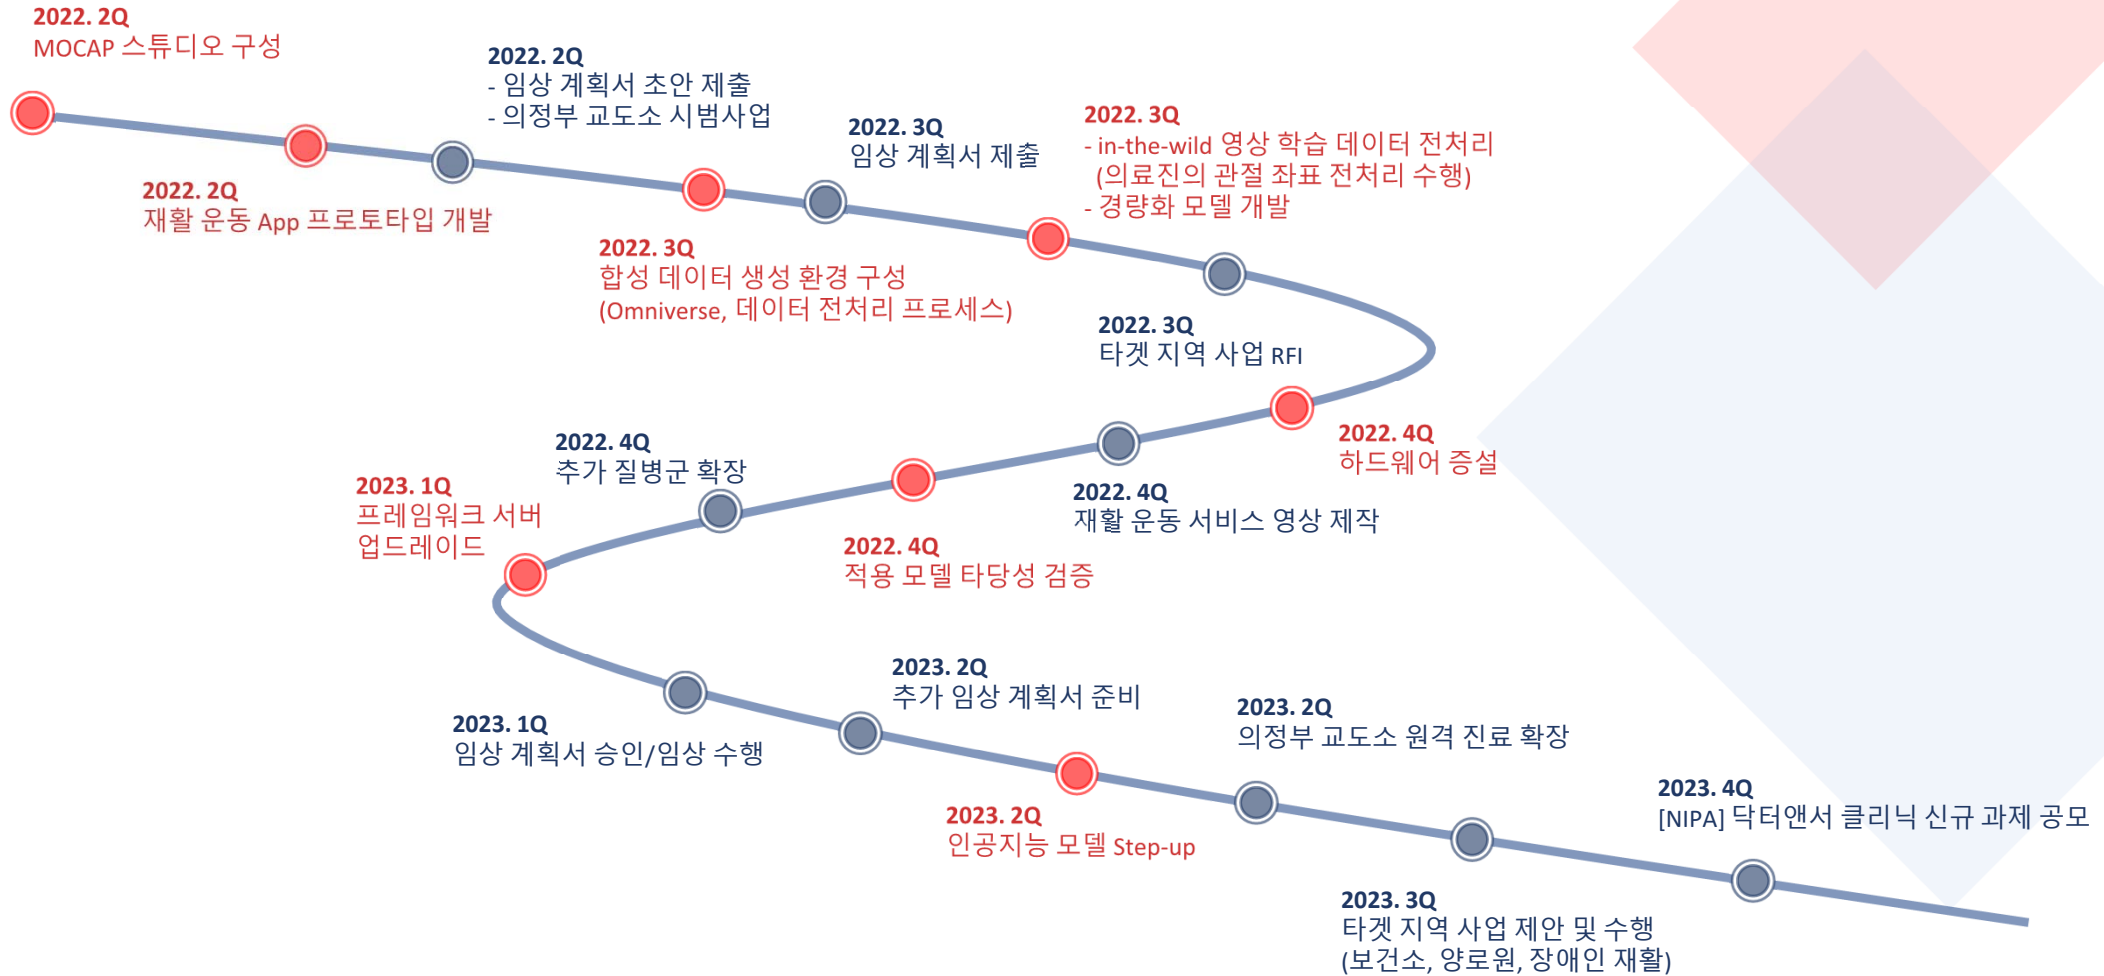 2022. 2Q
MOCAP 스튜디오 구성
2022. 2Q
재활 운동 App 프로토타입 개발
2022. 2Q
- 임상 계획서 초안 제출
- 의정부 교도소 시범사업
2022. 3Q
합성 데이터 생성 환경 구성
(Omniverse, 데이터 전처리 프로세스)
2022. 3Q
임상 계획서 제출
2022. 3Q
- in-the-wild 영상 학습 데이터 전처리
(의료진의 관절 좌표 전처리 수행)
- 경량화 모델 개발
2022. 3Q
타겟 지역 사업 RFI
2022. 4Q
하드웨어 증설
2022. 4Q
재활 운동 서비스 영상 제작
2022. 4Q
적용 모델 타당성 검증
2022. 4Q
추가 질병군 확장
2023. 1Q
프레임워크 서버
업드레이드
2023. 1Q
임상 계획서 승인/임상 수행
2023. 2Q
추가 임상 계획서 준비
2023. 2Q
인공지능 모델 Step-up
2023. 2Q
의정부 교도소 원격 진료 확장
2023. 3Q
타겟 지역 사업 제안 및 수행
(보건소, 양로원, 장애인 재활)
2023. 4Q
[NIPA] 닥터앤서 클리닉 신규 과제 공모